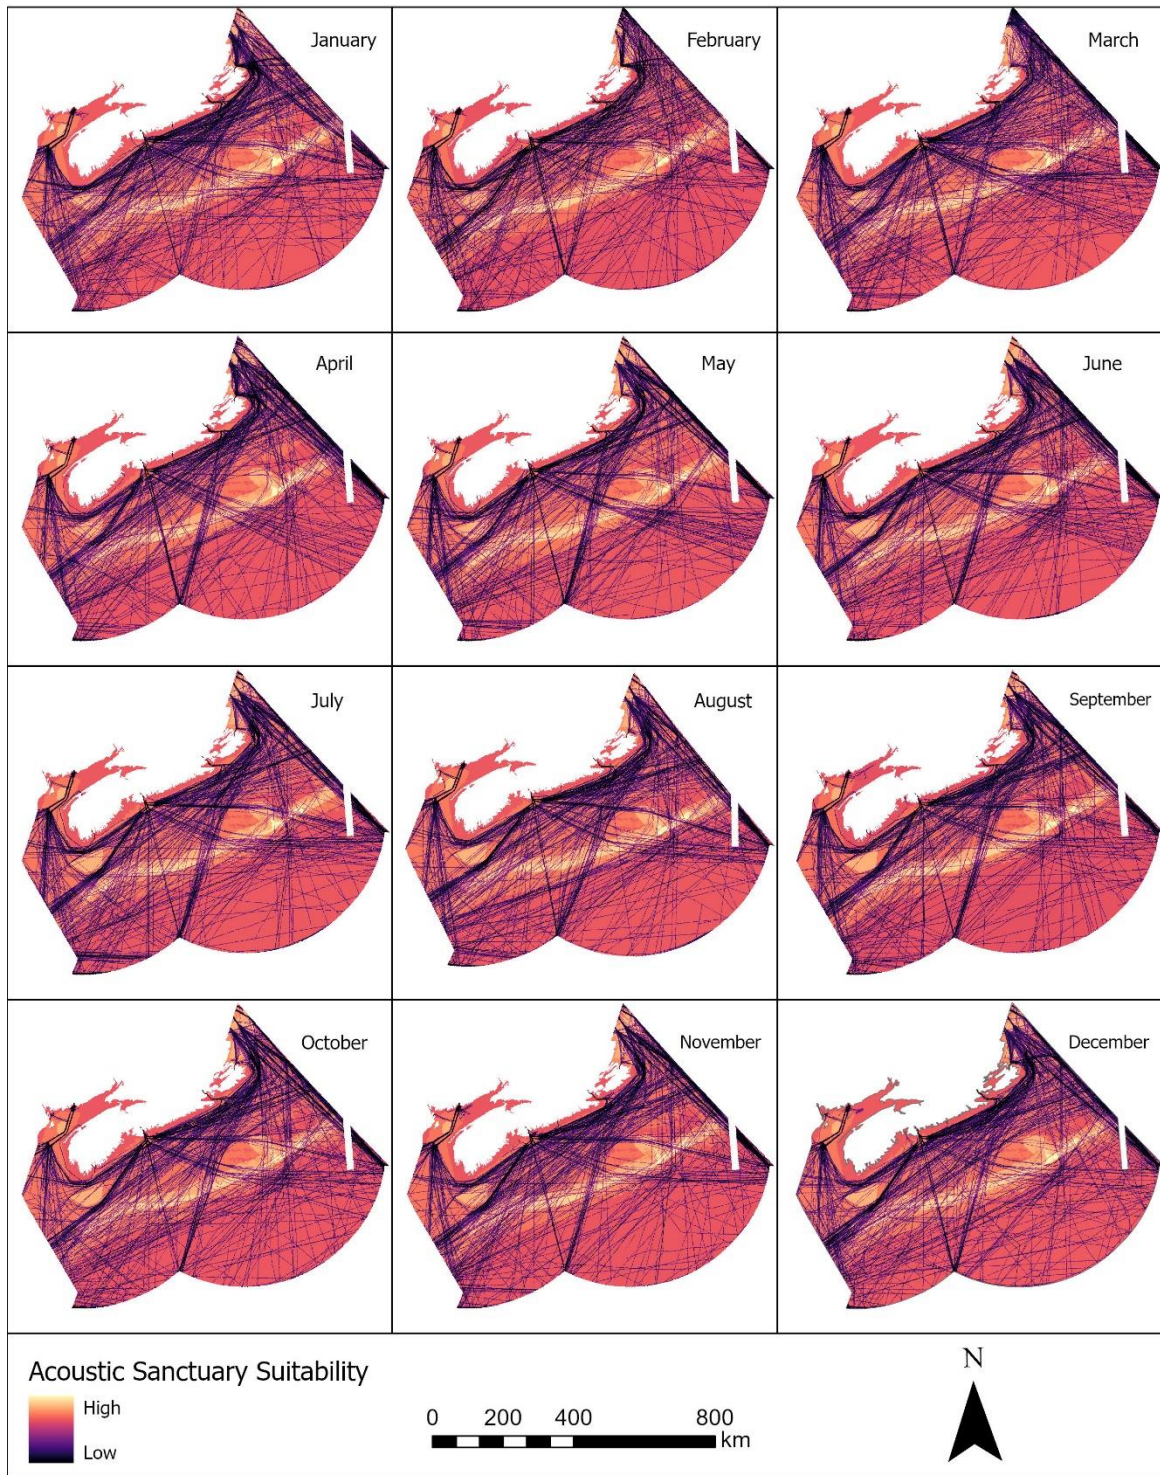 January
February
March
April
May
June
July
August
September
October
November
December
Acoustic Sanctuary Suitability
High
Low
0 200 400 800
km
N